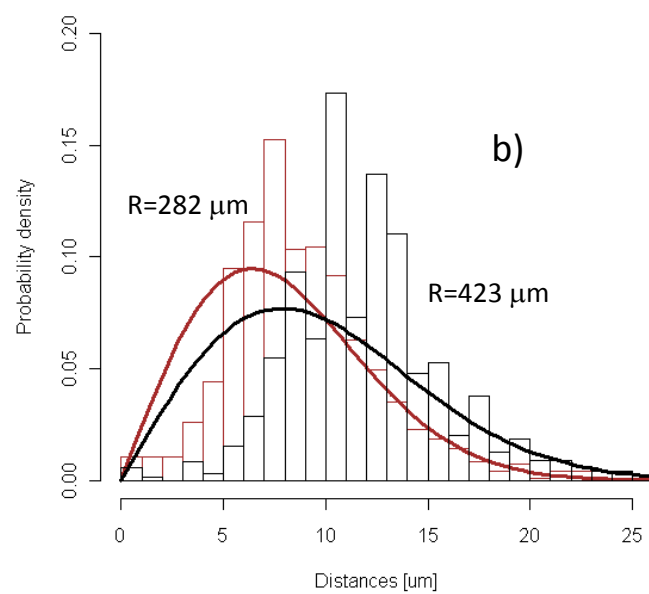 0.20
0.15
0.10
0.05
0.00
Probability density
b)
R=282 μm
R=423 μm
0 5 10 15 20 25
Distances [um]